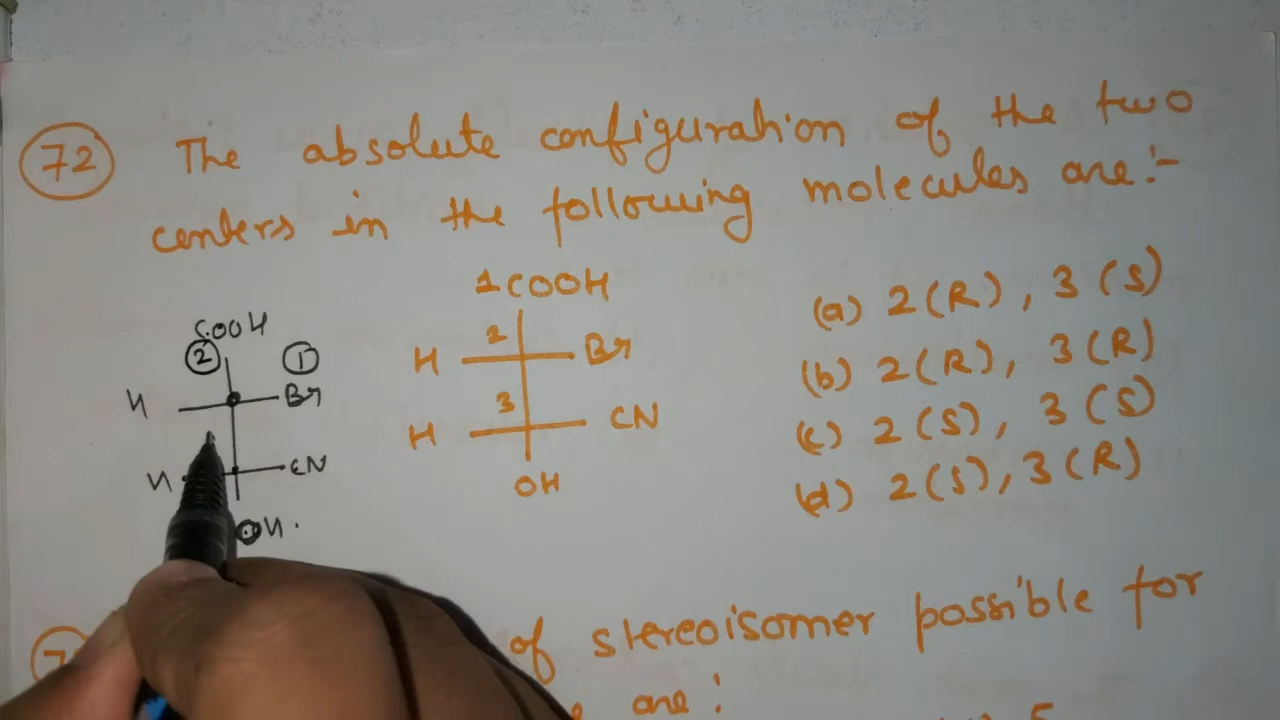 72 The absolute configuration of the two
centers in the following molecules are:-
1COOH
2
H Br
3
H CN
OH
(a) 2(R), 3(S)
(b) 2(R), 3(R)
(c) 2(S), 3(S)
(d) 2(S), 3(R)
COOH
2 1
H Br
H CN
OH
of stereoisomer possible for
are: